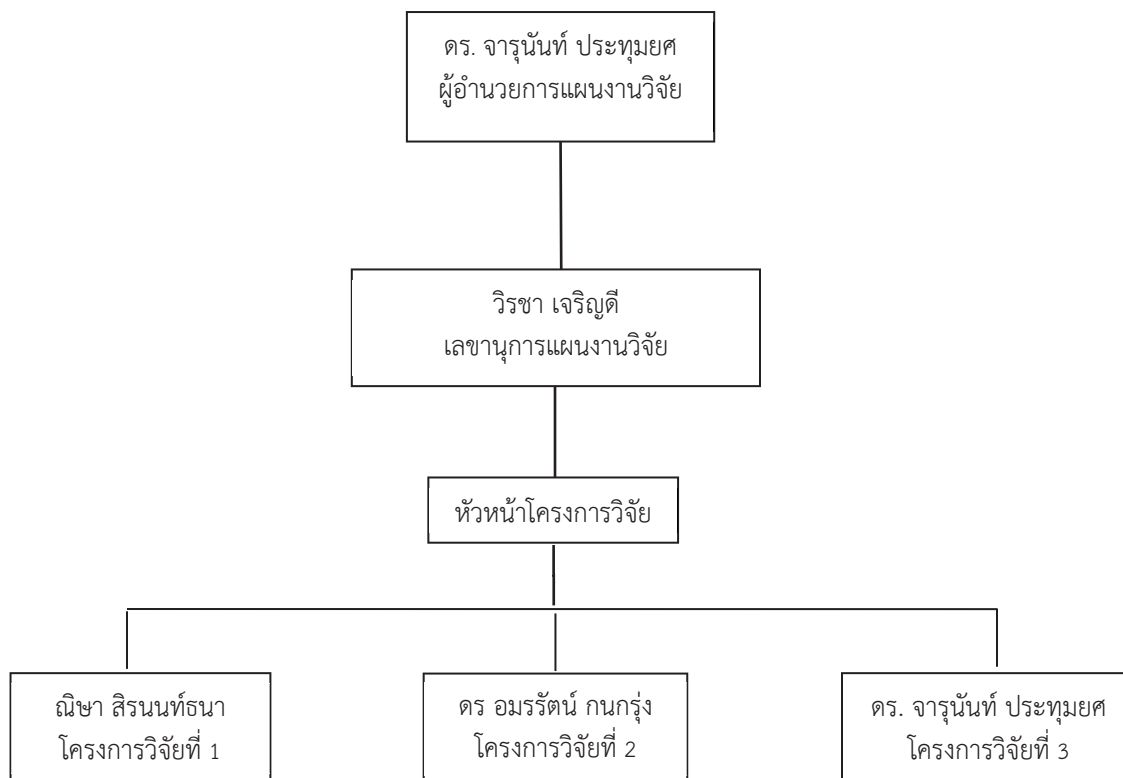 ดร. จารุนันท์ ประทุมยศ
ผู้อำนวยการแผนงานวิจัย
วิรชา เจริญดี
เลขานุการแผนงานวิจัย
หัวหน้าโครงการวิจัย
ณิษา สิรนนท์ธนา
โครงการวิจัยที่ 1
ดร อมรรัตน์ กนกรุ่ง
โครงการวิจัยที่ 2
ดร. จารุนันท์ ประทุมยศ
โครงการวิจัยที่ 3